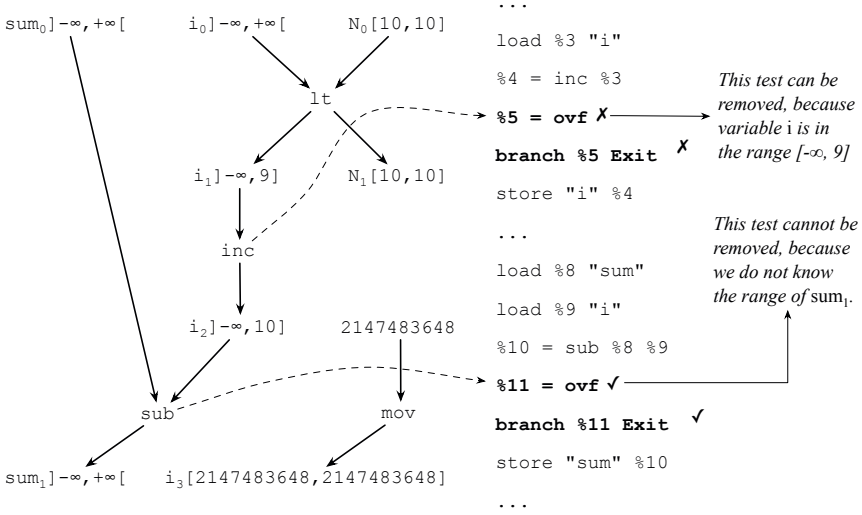 sum₀]-∞,+∞[ i₀]-∞,+∞[ N₀[10,10]
lt
i₁]-∞,9] N₁[10,10]
inc
i₂]-∞,10] 2147483648
sub mov
sum₁]-∞,+∞[ i₃[2147483648,2147483648]
...
load %3 "i"
%4 = inc %3
%5 = ovf ✗
branch %5 Exit ✗
store "i" %4
...
load %8 "sum"
load %9 "i"
%10 = sub %8 %9
%11 = ovf ✓
branch %11 Exit ✓
store "sum" %10
...
This test can be
removed, because
variable i is in
the range [-∞, 9]
This test cannot be
removed, because
we do not know
the range of sum₁.